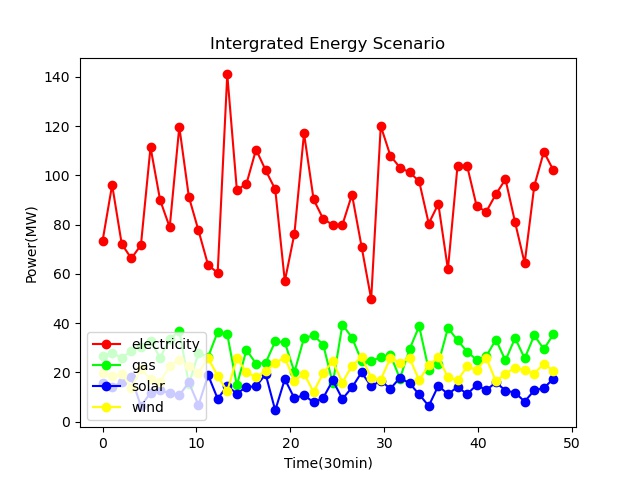 Intergrated Energy Scenario
Power(MW)
140
120
100
80
60
40
20
0
electricity
gas
solar
wind
0 10 20 30 40 50
Time(30min)